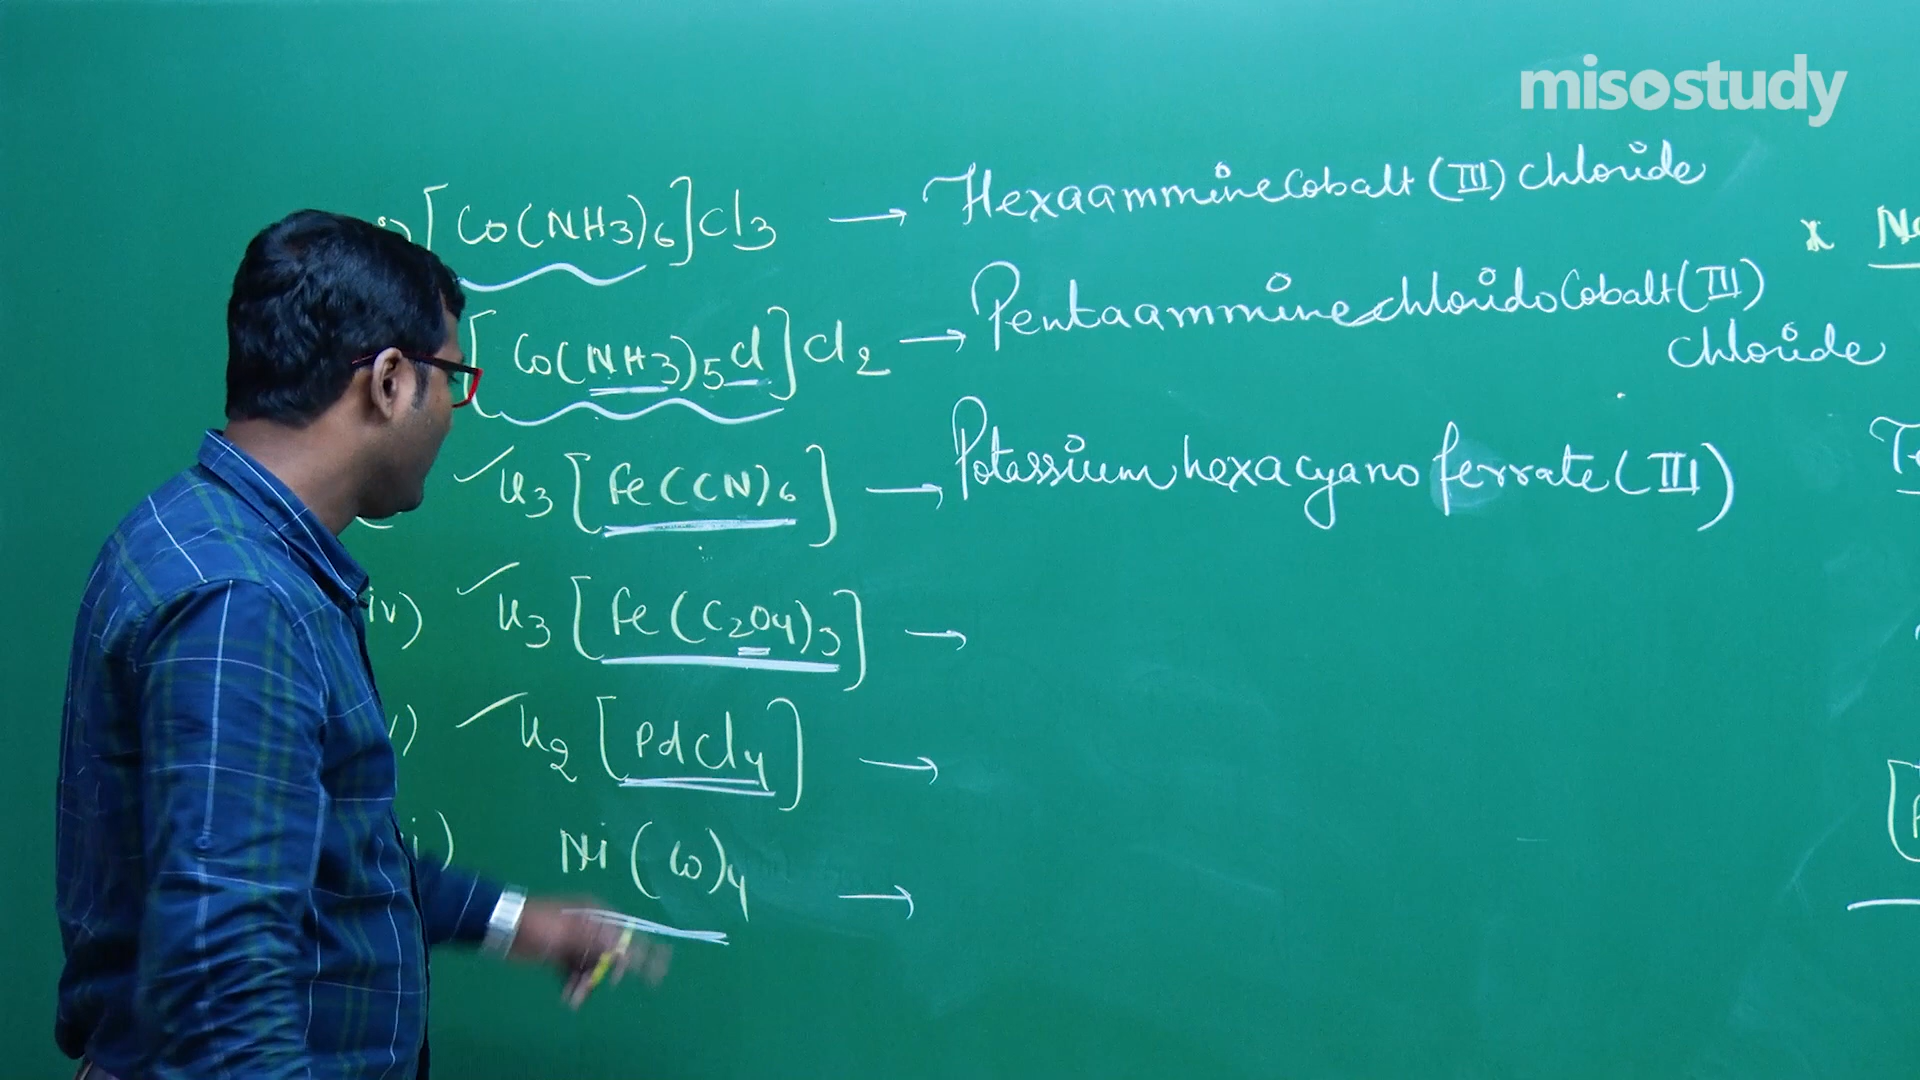 misostudy
[Co(NH3)6]Cl3 → Hexaamminecobalt(III) chloride
[Co(NH3)5Cl]Cl2 → Pentaamminechloridocobalt(III)
chloride
K3[Fe(CN)6] → Potassium hexacyanoferrate(III)
iv) K3[Fe(C2O4)3] →
v) K2[PdCl4] →
Ni(CO)4 →